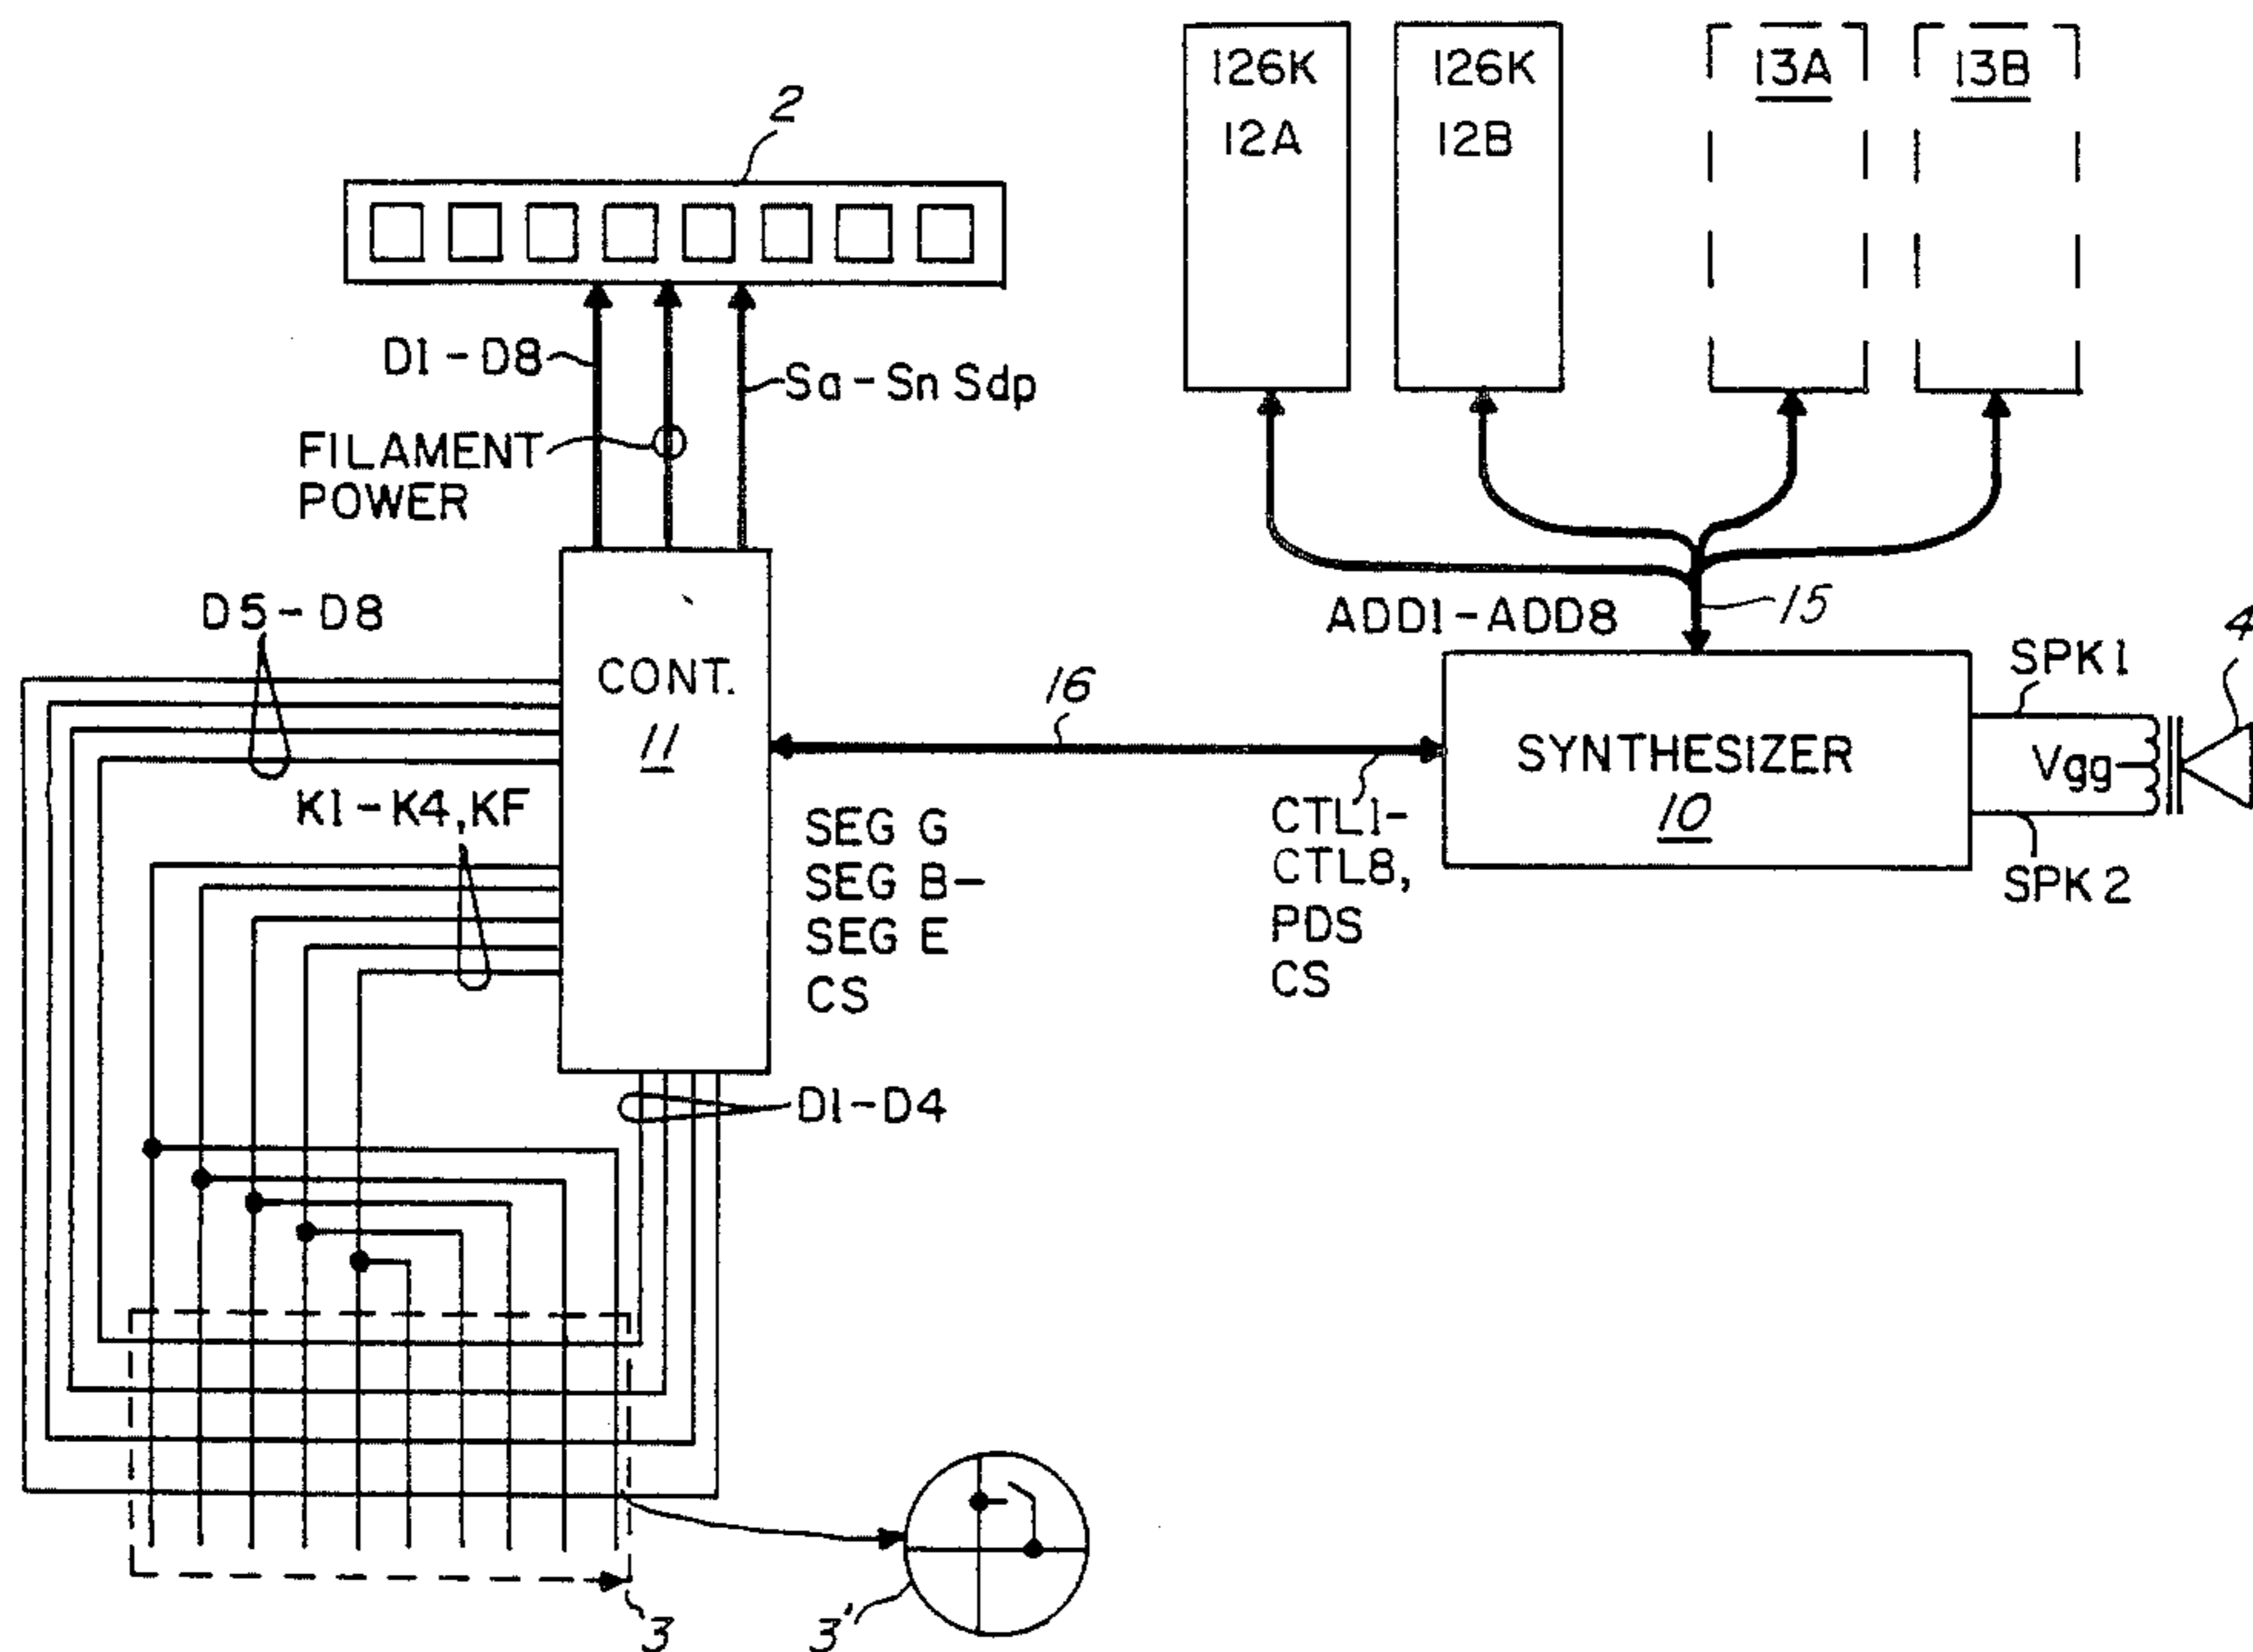 2
126K
12A
126K
12B
13A
13B
D1-D8
Sa-Sn Sdp
FILAMENT
POWER
D5-D8
ADD1-ADD8
15
4
CONT.
11
16
SPK1
SYNTHESIZER
10
Vgg
SPK2
K1-K4,KF
SEG G
SEG B-
SEG E
CS
CTL1-
CTL8,
PDS
CS
D1-D4
3
3'